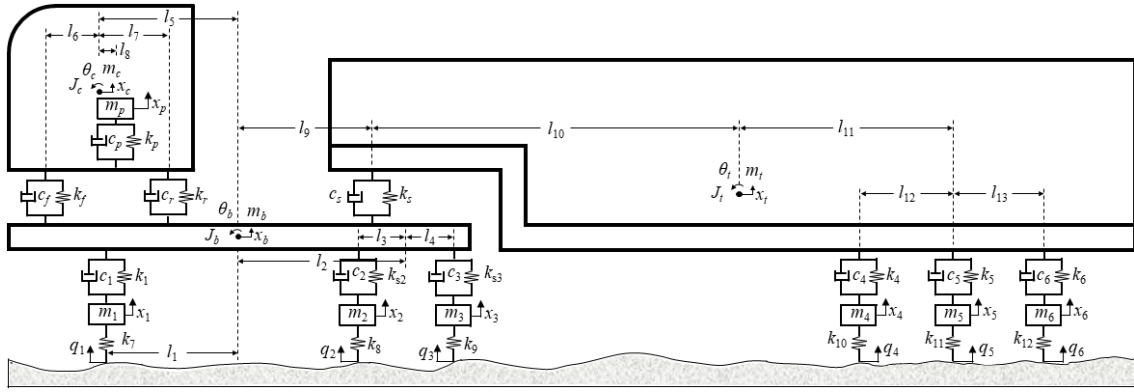 l5
l6 l7
l8
θc mc
Jc xc
mp xp
cp kp
l9 l10 l11
θt mt
Jt xt
cf kf cr kr cs ks
l12 l13
θb mb
Jb xb
l3 l4
l2
c1 k1 c2 ks2 c3 ks3 c4 k4 c5 k5 c6 k6
m1 x1 m2 x2 m3 x3 m4 x4 m5 x5 m6 x6
q1 k7 l1 q2 k8 q3 k9 k10 q4 k11 q5 k12 q6